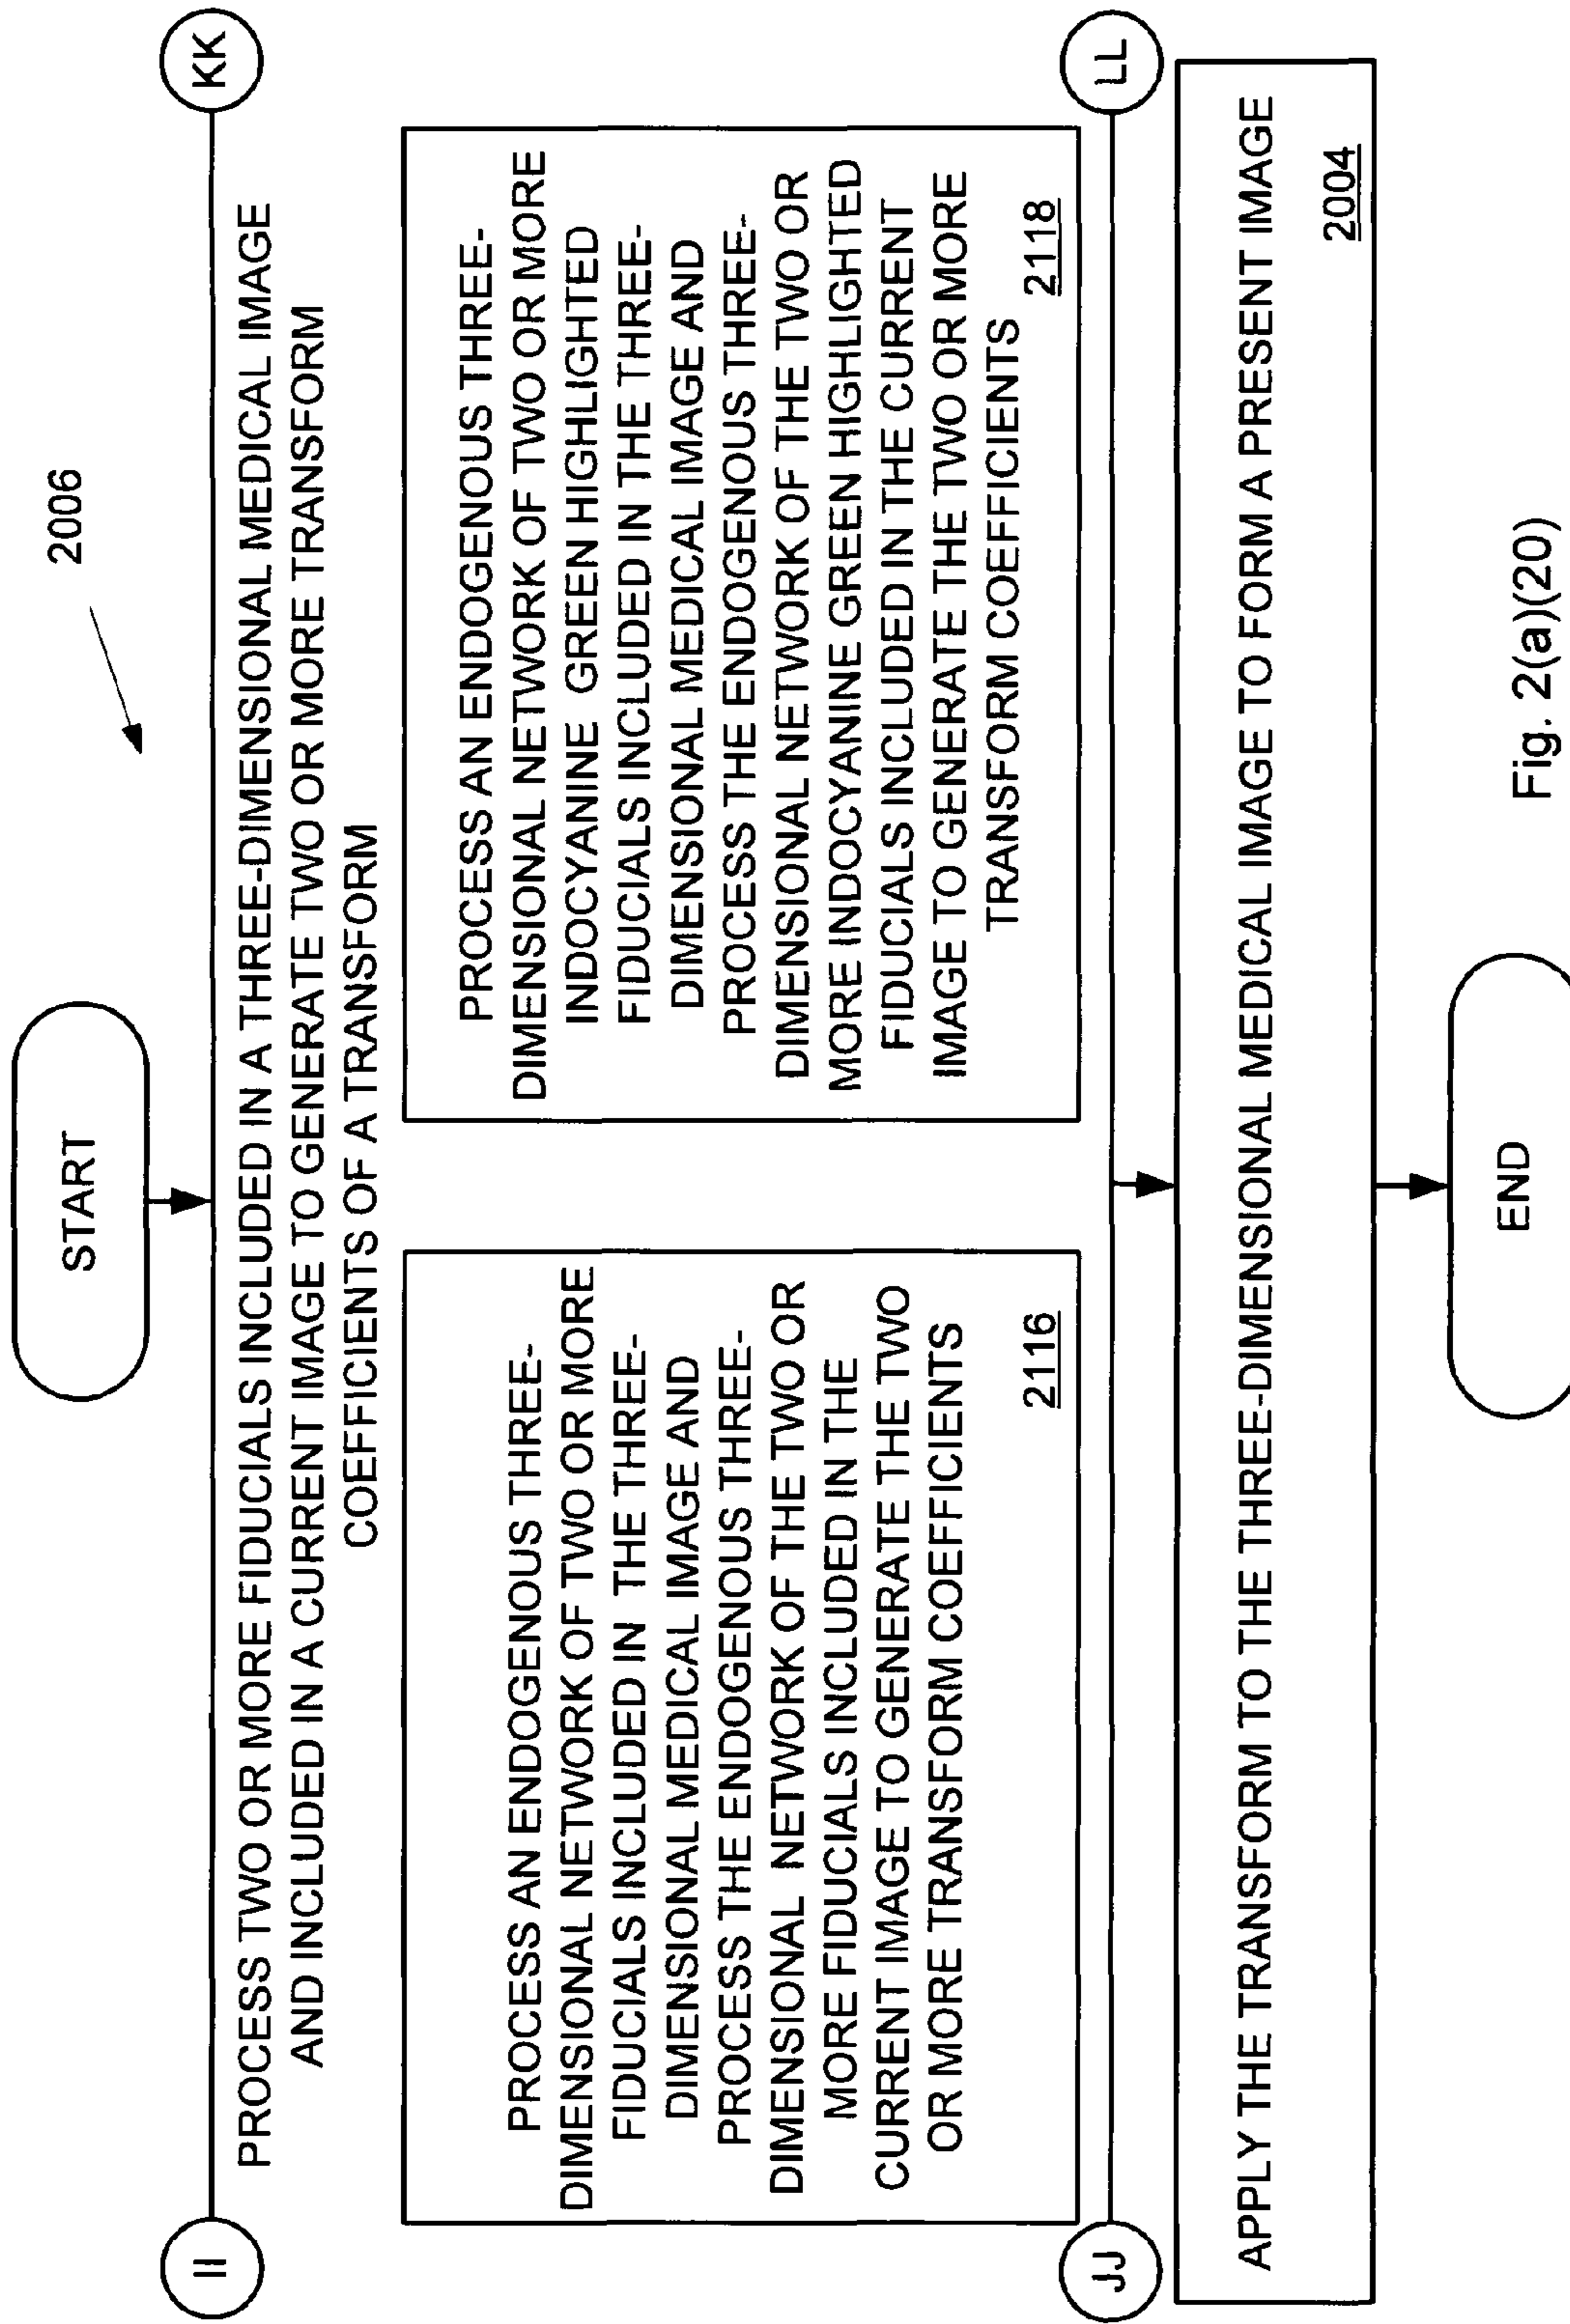 2006
START
II
KK
PROCESS TWO OR MORE FIDUCIALS INCLUDED IN A THREE-DIMENSIONAL MEDICAL IMAGE
AND INCLUDED IN A CURRENT IMAGE TO GENERATE TWO OR MORE TRANSFORM
COEFFICIENTS OF A TRANSFORM
PROCESS AN ENDOGENOUS THREE-
DIMENSIONAL NETWORK OF TWO OR MORE
FIDUCIALS INCLUDED IN THE THREE-
DIMENSIONAL MEDICAL IMAGE AND
PROCESS THE ENDOGENOUS THREE-
DIMENSIONAL NETWORK OF THE TWO OR
MORE FIDUCIALS INCLUDED IN THE
CURRENT IMAGE TO GENERATE THE TWO
OR MORE TRANSFORM COEFFICIENTS
2116
PROCESS AN ENDOGENOUS THREE-
DIMENSIONAL NETWORK OF TWO OR MORE
INDOCYANINE GREEN HIGHLIGHTED
FIDUCIALS INCLUDED IN THE THREE-
DIMENSIONAL MEDICAL IMAGE AND
PROCESS THE ENDOGENOUS THREE-
DIMENSIONAL NETWORK OF THE TWO OR
MORE INDOCYANINE GREEN HIGHLIGHTED
FIDUCIALS INCLUDED IN THE CURRENT
IMAGE TO GENERATE THE TWO OR MORE
TRANSFORM COEFFICIENTS
2118
JJ
LL
APPLY THE TRANSFORM TO THE THREE-DIMENSIONAL MEDICAL IMAGE TO FORM A PRESENT IMAGE
2004
END
Fig. 2(a)(20)